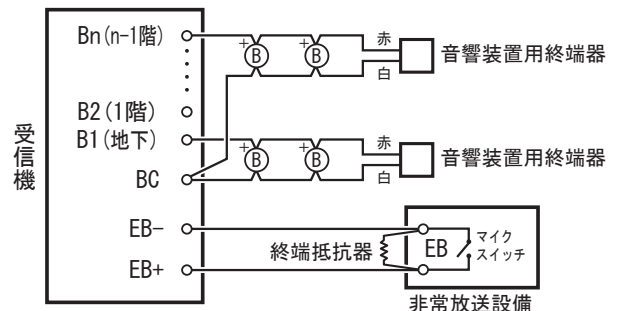 受信機
Bn(n-1階)
B2(1階)
B1(地下)
BC
EB-
EB+
+
B
+
B
赤
白
音響装置用終端器
+
B
+
B
赤
白
音響装置用終端器
終端抵抗器
EB
マイク
スイッチ
非常放送設備